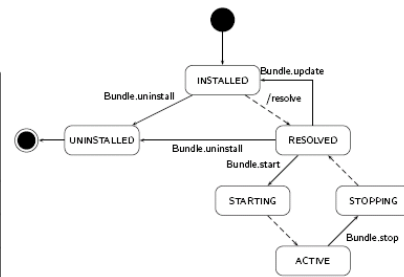 INSTALLED
Bundle.update
Bundle.uninstall
/resolve
UNINSTALLED
RESOLVED
Bundle.uninstall
Bundle.start
STARTING
STOPPING
Bundle.stop
ACTIVE